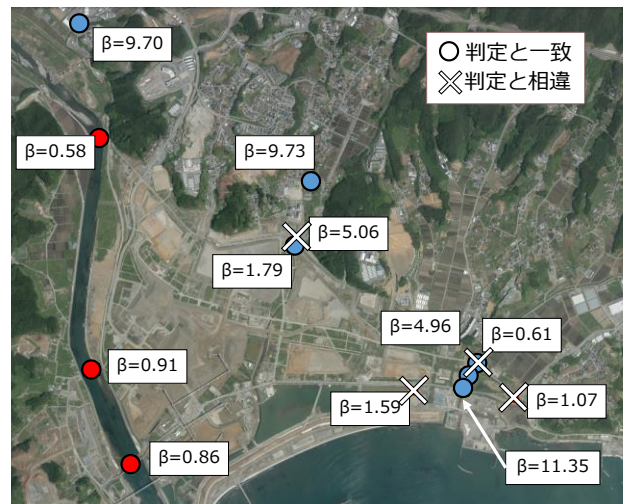 β=9.70
判定と一致
判定と相違
β=0.58
β=9.73
β=5.06
β=1.79
β=4.96
β=0.61
β=0.91
β=1.59
β=1.07
β=0.86
β=11.35